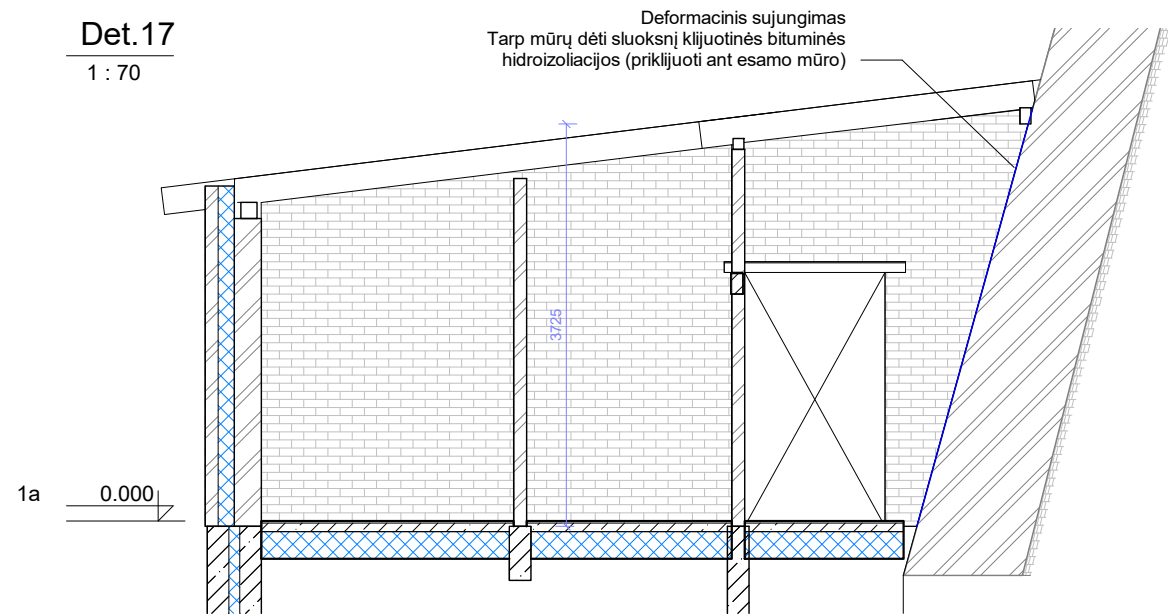 Det.17
1 : 70
Deformacinis sujungimas
Tarp mūrų dėti sluoksnį klijuotinės bituminės
hidroizoliacijos (priklijuoti ant esamo mūro)
3725
1a 0.000